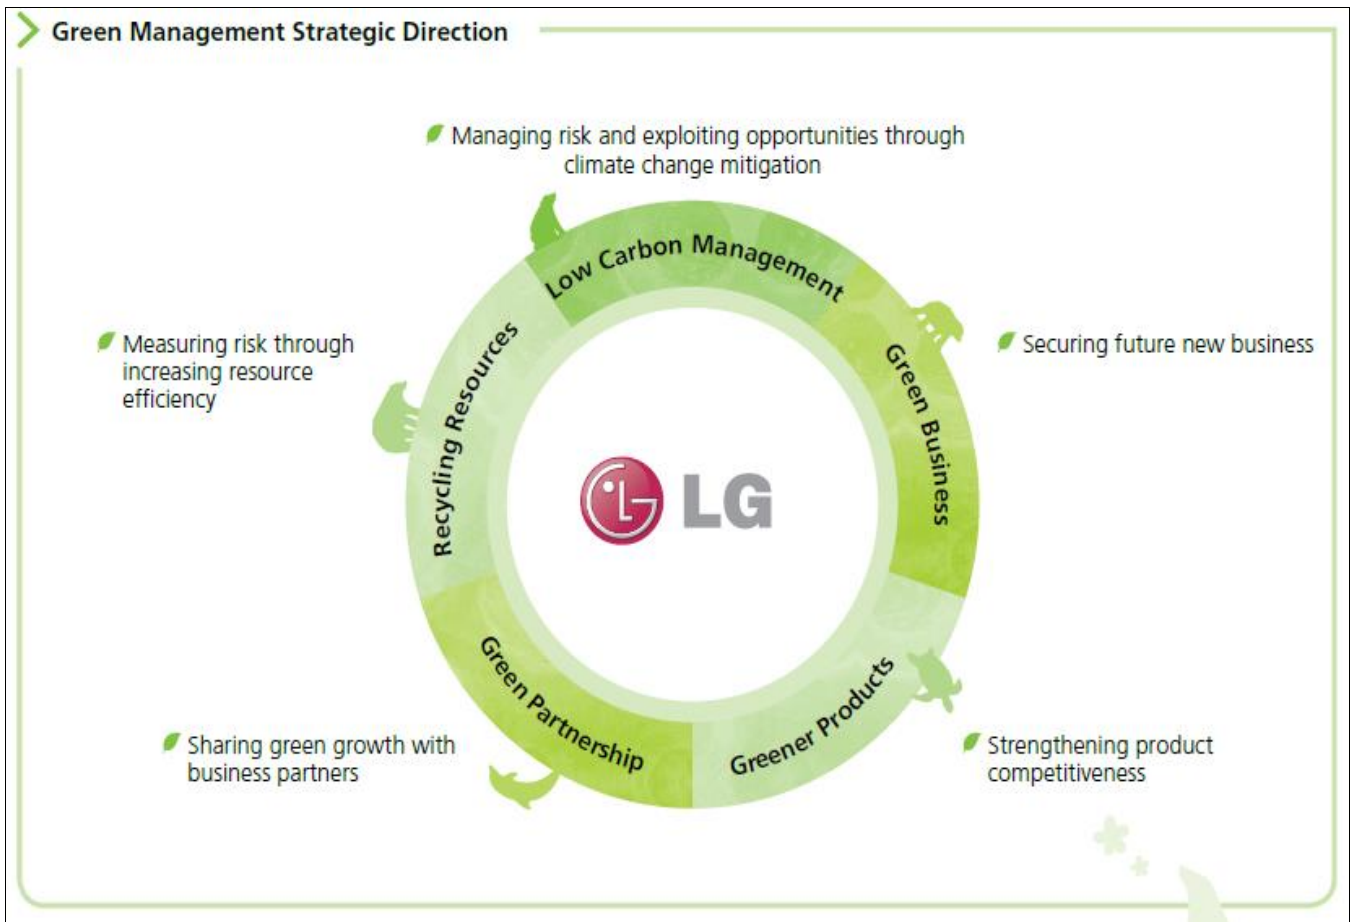 Green Management Strategic Direction
Managing risk and exploiting opportunities through
climate change mitigation
Low Carbon Management
Measuring risk through
increasing resource
efficiency
Recycling Resources
Green Business
Securing future new business
LG
Green Partnership
Greener Products
Sharing green growth with
business partners
Strengthening product
competitiveness